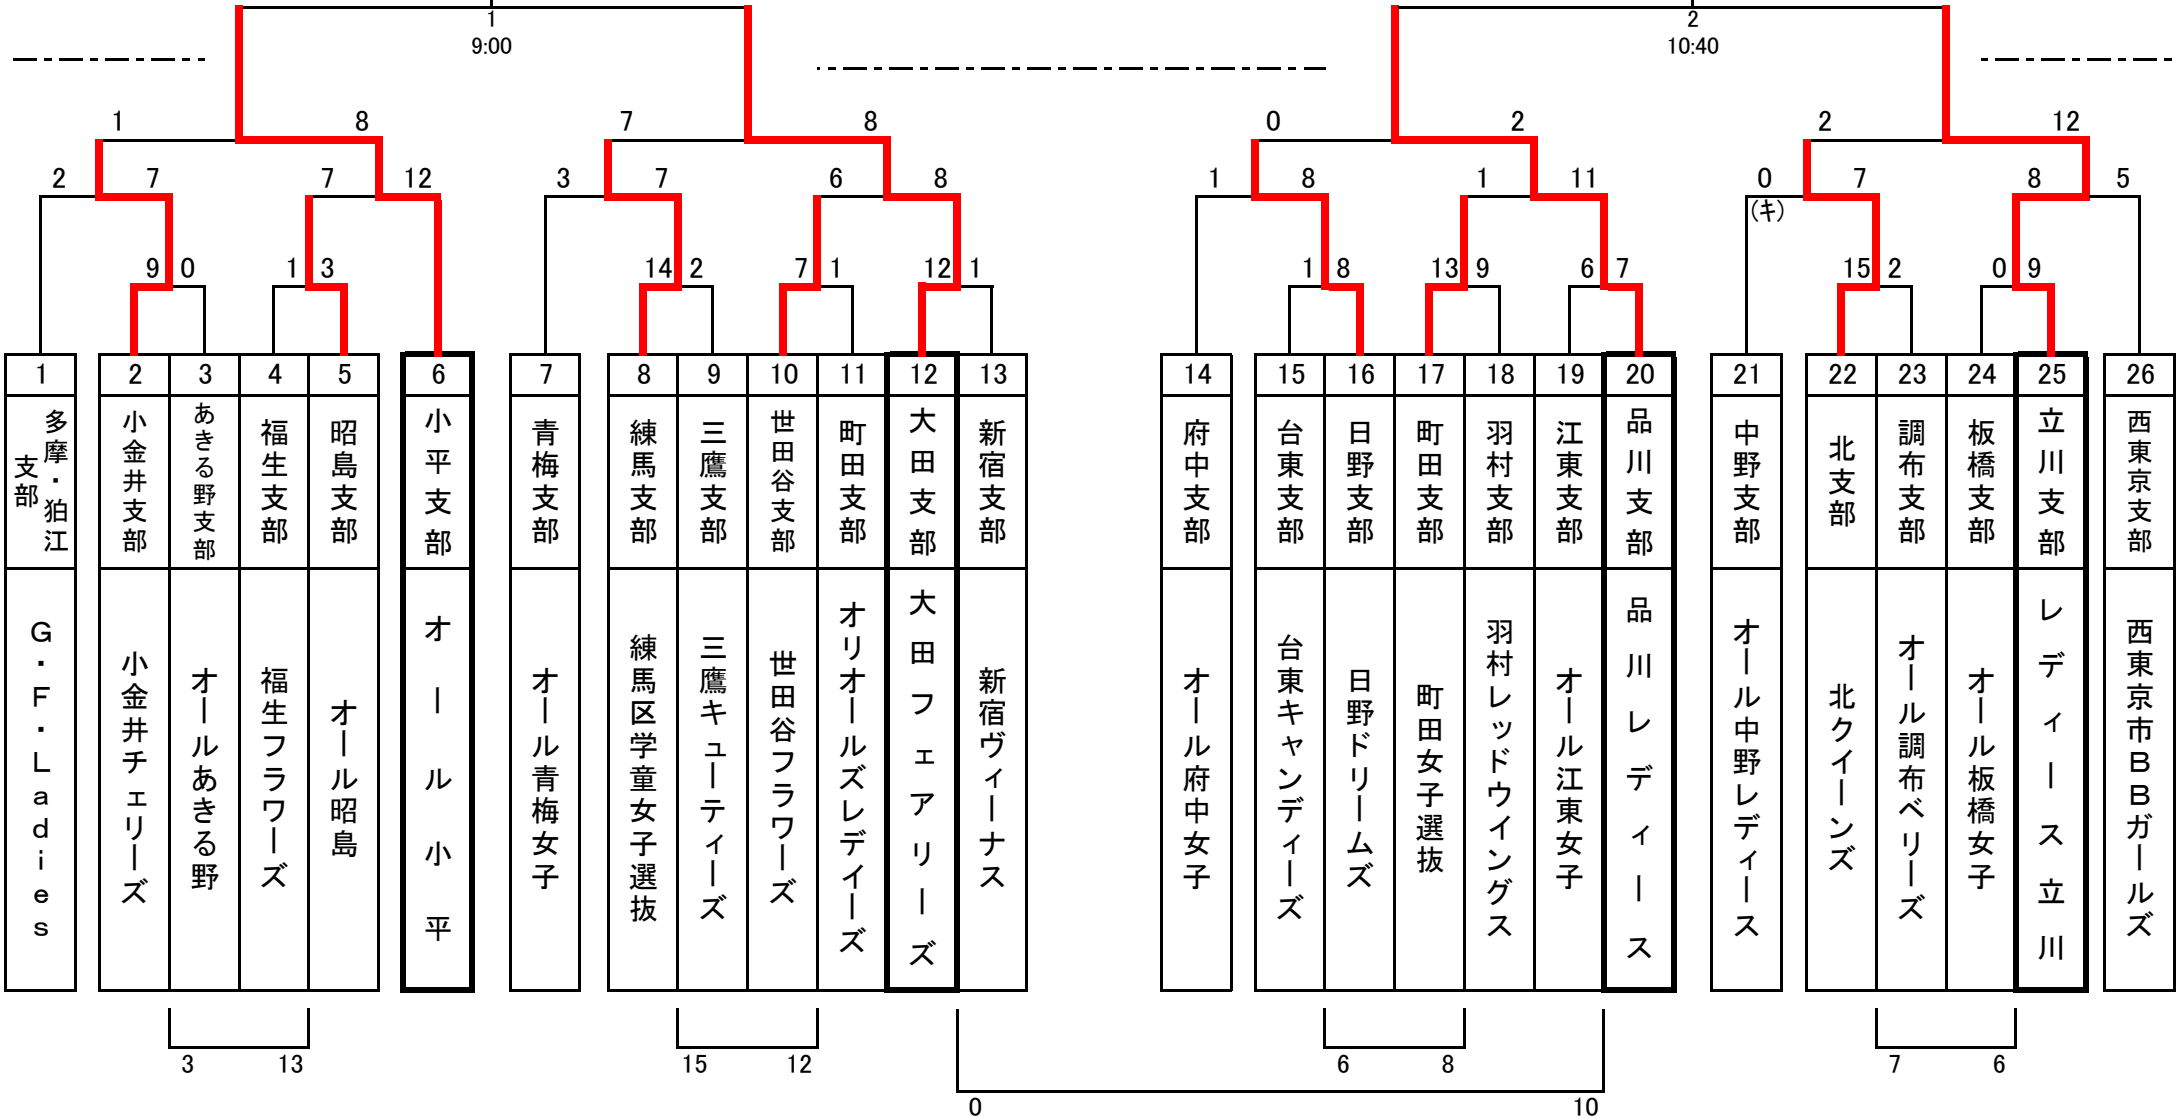 1
2
9:00
10:40
1 8 7 8 0 2 2 12
2 7 7 12 3 7 6 8 1 8 1 11 0 7 8 5
(キ)
9 0 1 3 14 2 7 1 12 1 1 8 13 9 6 7 15 2 0 9
1 2 3 4 5 6 7 8 9 10 11 12 13 14 15 16 17 18 19 20 21 22 23 24 25 26
多摩・狛江
支部
小金井支部
あきる野支部
福生支部
昭島支部
小平支部
青梅支部
練馬支部
三鷹支部
世田谷支部
町田支部
大田支部
新宿支部
府中支部
台東支部
日野支部
町田支部
羽村支部
江東支部
品川支部
中野支部
北支部
調布支部
板橋支部
立川支部
西東京支部
G・F・Ladies
小金井チェリーズ
オールあきる野
福生フラワーズ
オール昭島
オール小平
オール青梅女子
練馬区学童女子選抜
三鷹キューティーズ
世田谷フラワーズ
オリオールズレデイーズ
大田フェアリーズ
新宿ヴィーナス
オール府中女子
台東キャンディーズ
日野ドリームズ
町田女子選抜
羽村レッドウイングス
オール江東女子
品川レディース
オール中野レディース
北クイーンズ
オール調布ベリーズ
オール板橋女子
レディース立川
西東京市BBガールズ
3 13 15 12 6 8 7 6
0 10